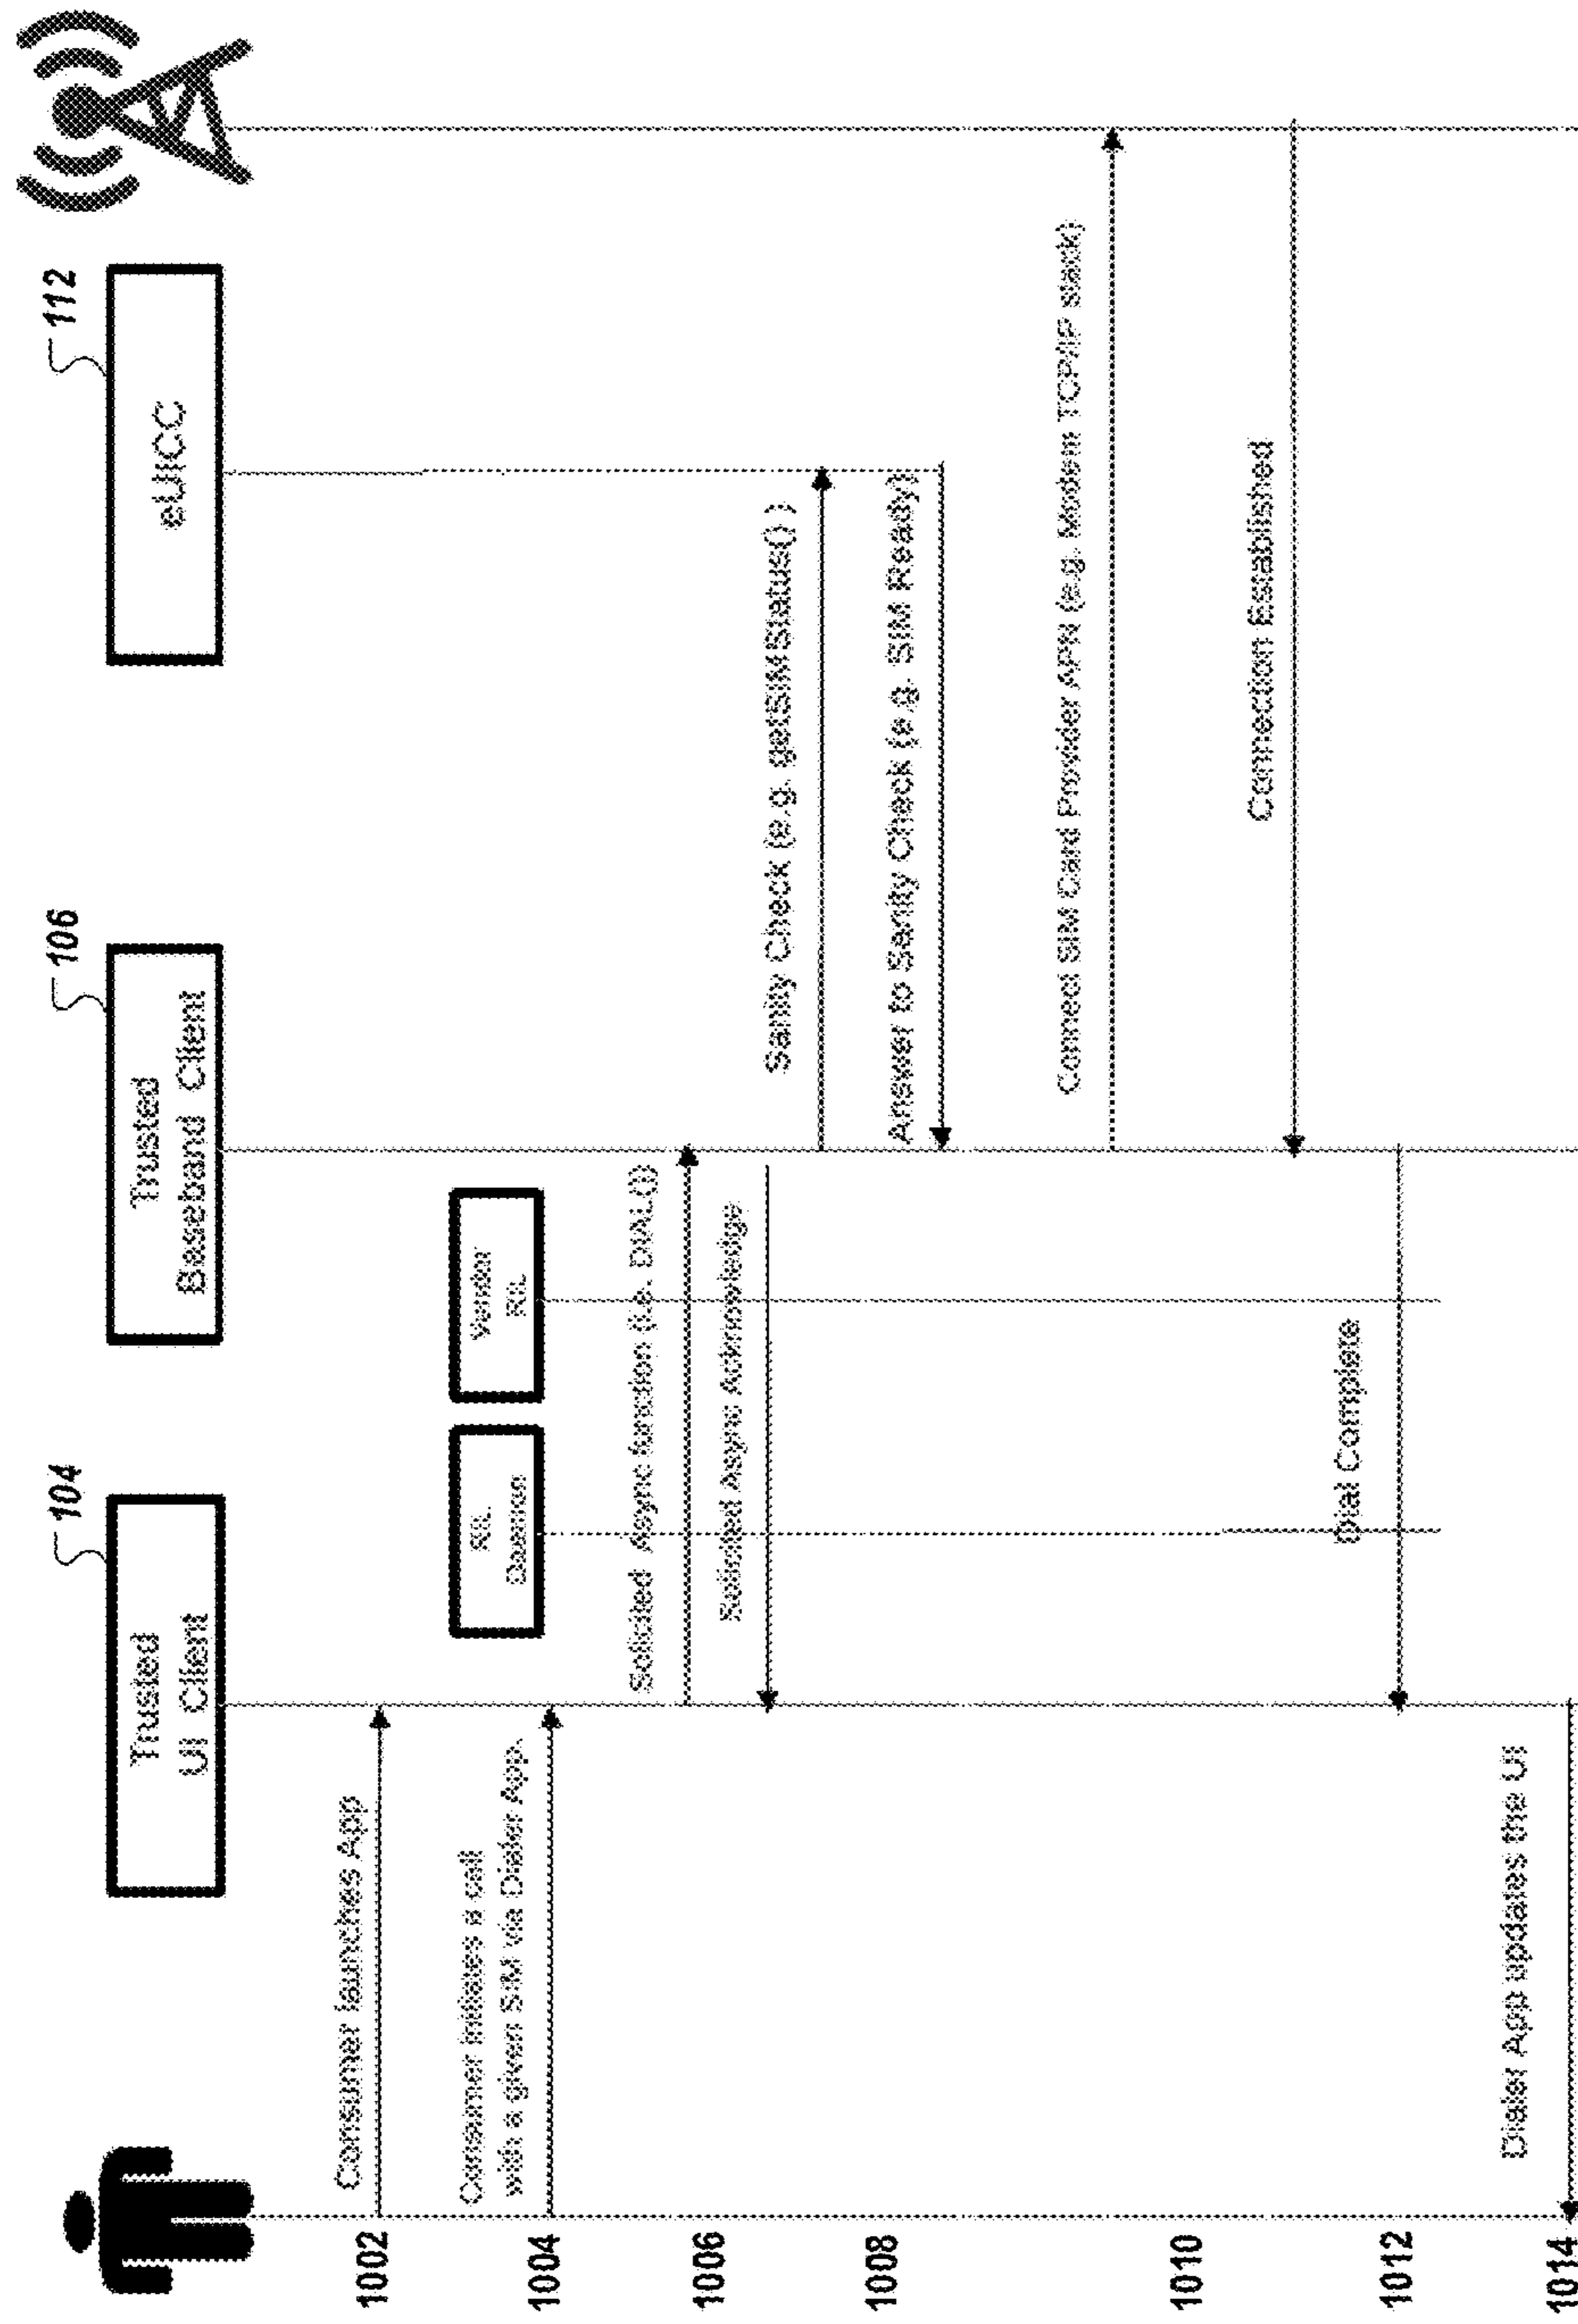 104
106
112
Trusted
UI Client
Trusted
Baseband Client
eUICC
1002
Consumer launches App
RIL
Daemon
Vendor
RIL
1004
Consumer initiates a call
with a given SIM via Dialer App.
1006
Solicited Async function (i.e. DIAL())
Solicited Async Acknowledge
1008
Sanity Check (e.g. getSIMStatus() )
Answer to Sanity Check (e.g. SIM Ready)
1010
Connect SIM Card Provider APN (e.g. Modem TCP/IP stack)
Connection Established
1012
Dial Complete
1014
Dialer App updates the UI